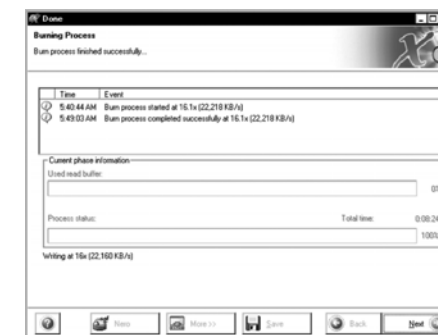 Done
Burning Process
Burn process finished successfully...
Time Event
5:40:44 AM Burn process started at 16.1x (22,218 KB/s)
5:49:03 AM Burn process completed successfully at 16.1x (22,218 KB/s)
Current phase information
Used read buffer:
Process status: Total time:
100%
Writing at 16x (22,160 KB/s)
New More >> Save Back Next